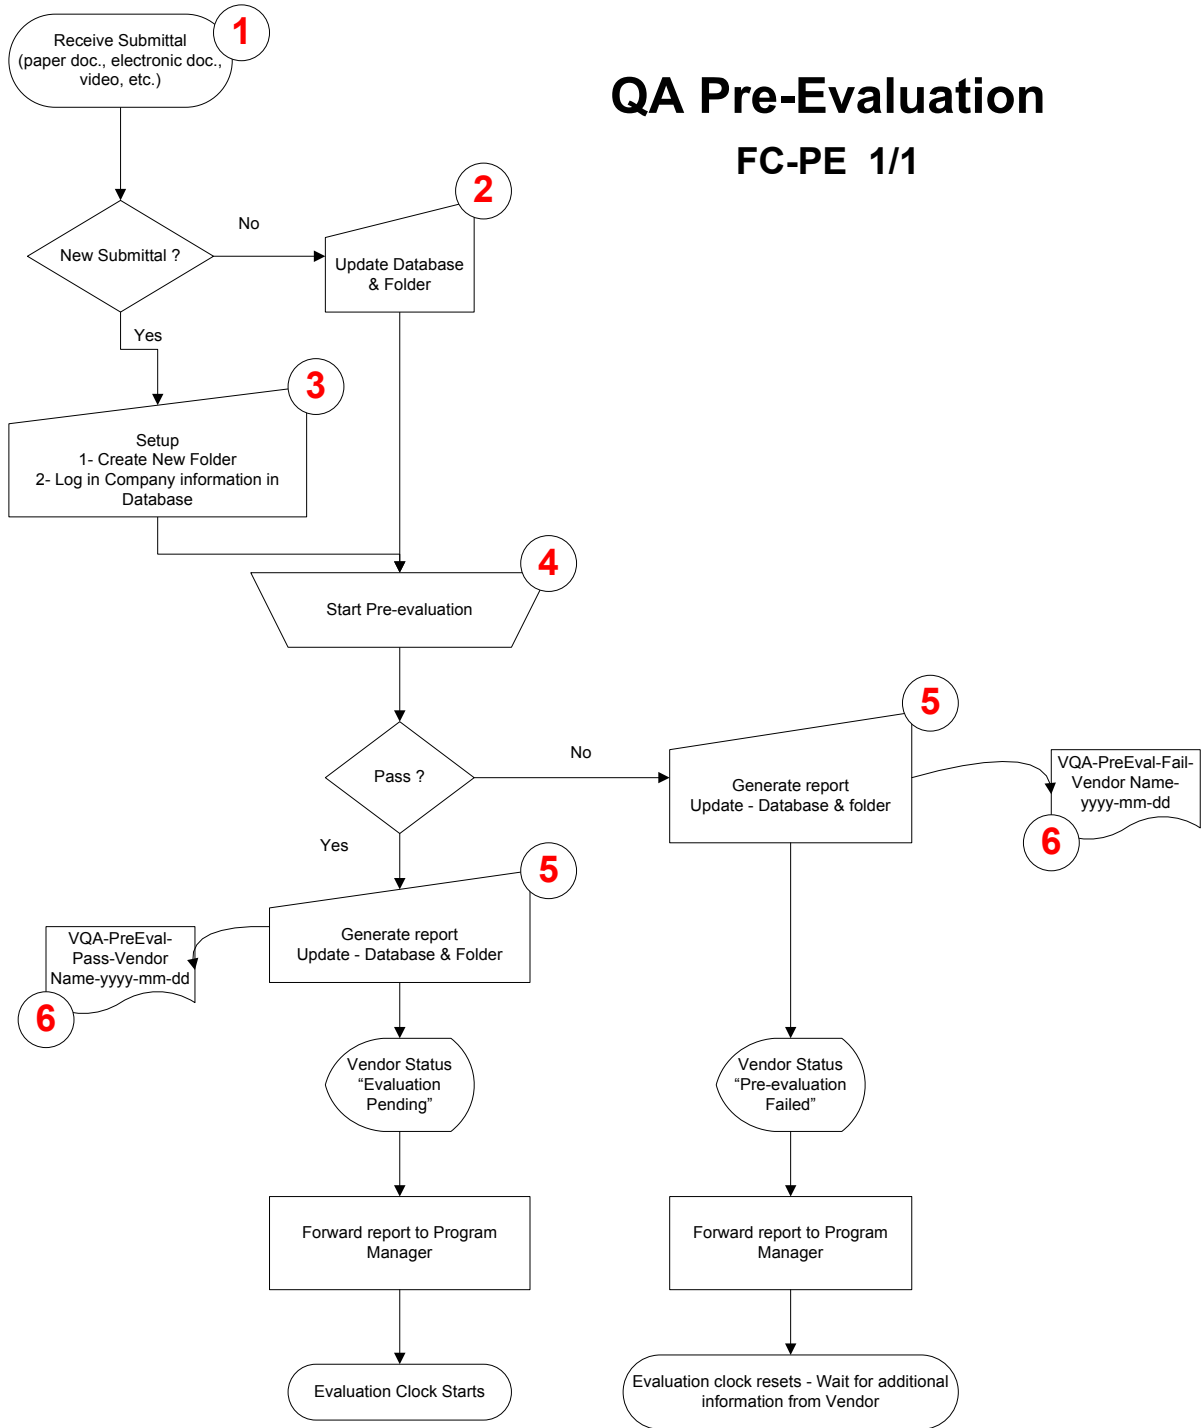 QA Pre-Evaluation
FC-PE 1/1
1
Receive Submittal
(paper doc., electronic doc.,
video, etc.)
2
New Submittal ?
No
Update Database
& Folder
Yes
3
Setup
1- Create New Folder
2- Log in Company information in
Database
4
Start Pre-evaluation
Pass ?
No
5
Generate report
Update - Database & folder
VQA-PreEval-Fail-
Vendor Name-
yyyy-mm-dd
6
Yes
5
Generate report
Update - Database & Folder
VQA-PreEval-
Pass-Vendor
Name-yyyy-mm-dd
6
Vendor Status
“Evaluation
Pending”
Vendor Status
“Pre-evaluation
Failed”
Forward report to Program
Manager
Forward report to Program
Manager
Evaluation Clock Starts
Evaluation clock resets - Wait for additional
information from Vendor